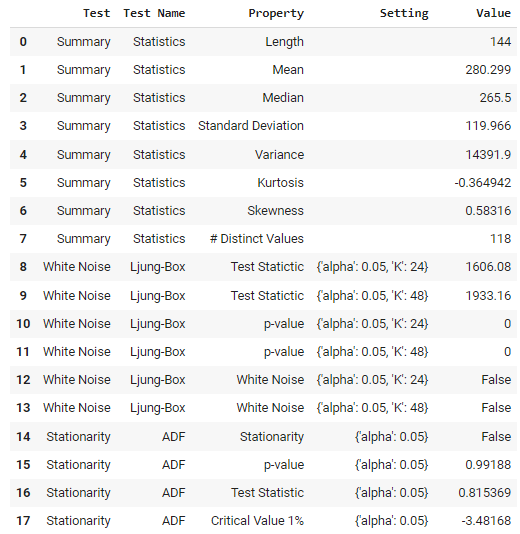 Test Test Name Property Setting Value
0 Summary Statistics Length 144
1 Summary Statistics Mean 280.299
2 Summary Statistics Median 265.5
3 Summary Statistics Standard Deviation 119.966
4 Summary Statistics Variance 14391.9
5 Summary Statistics Kurtosis -0.364942
6 Summary Statistics Skewness 0.58316
7 Summary Statistics # Distinct Values 118
8 White Noise Ljung-Box Test Statictic {'alpha': 0.05, 'K': 24} 1606.08
9 White Noise Ljung-Box Test Statictic {'alpha': 0.05, 'K': 48} 1933.16
10 White Noise Ljung-Box p-value {'alpha': 0.05, 'K': 24} 0
11 White Noise Ljung-Box p-value {'alpha': 0.05, 'K': 48} 0
12 White Noise Ljung-Box White Noise {'alpha': 0.05, 'K': 24} False
13 White Noise Ljung-Box White Noise {'alpha': 0.05, 'K': 48} False
14 Stationarity ADF Stationarity {'alpha': 0.05} False
15 Stationarity ADF p-value {'alpha': 0.05} 0.99188
16 Stationarity ADF Test Statistic {'alpha': 0.05} 0.815369
17 Stationarity ADF Critical Value 1% {'alpha': 0.05} -3.48168